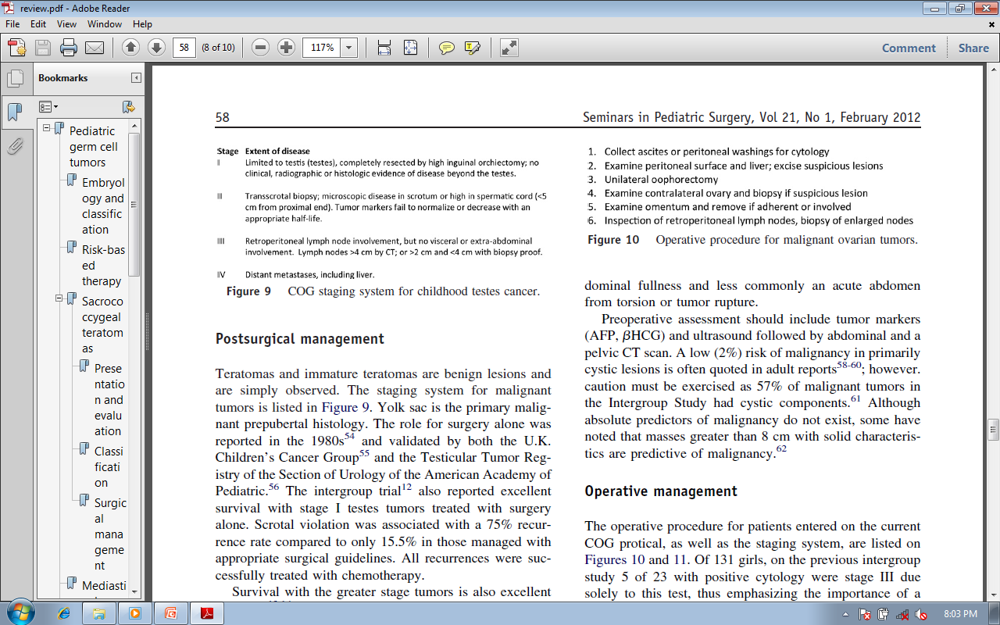 review.pdf - Adobe Reader
File Edit View Window Help
58 (8 of 10) 117% Comment Share
Bookmarks
Pediatric
germ cell
tumors
Embryol
ogy and
classific
ation
Risk-bas
ed
therapy
Sacroco
ccygeal
teratom
as
Prese
ntatio
n and
evalu
ation
Classi
ficati
on
Surgic
al
mana
geme
nt
Mediasti
58 Seminars in Pediatric Surgery, Vol 21, No 1, February 2012
Stage Extent of disease
I Limited to testis (testes), completely resected by high inguinal orchiectomy; no
clinical, radiographic or histologic evidence of disease beyond the testes.
II Transscrotal biopsy; microscopic disease in scrotum or high in spermatic cord (<5
cm from proximal end). Tumor markers fail to normalize or decrease with an
appropriate half-life.
III Retroperitoneal lymph node involvement, but no visceral or extra-abdominal
involvement. Lymph nodes >4 cm by CT; or >2 cm and <4 cm with biopsy proof.
IV Distant metastases, including liver.
Figure 9 COG staging system for childhood testes cancer.
Postsurgical management
Teratomas and immature teratomas are benign lesions and
are simply observed. The staging system for malignant
tumors is listed in Figure 9. Yolk sac is the primary malig-
nant prepubertal histology. The role for surgery alone was
reported in the 1980s54 and validated by both the U.K.
Children's Cancer Group55 and the Testicular Tumor Reg-
istry of the Section of Urology of the American Academy of
Pediatric.56 The intergroup trial12 also reported excellent
survival with stage I testes tumors treated with surgery
alone. Scrotal violation was associated with a 75% recur-
rence rate compared to only 15.5% in those managed with
appropriate surgical guidelines. All recurrences were suc-
cessfully treated with chemotherapy.
Survival with the greater stage tumors is also excellent
1. Collect ascites or peritoneal washings for cytology
2. Examine peritoneal surface and liver; excise suspicious lesions
3. Unilateral oophorectomy
4. Examine contralateral ovary and biopsy if suspicious lesion
5. Examine omentum and remove if adherent or involved
6. Inspection of retroperitoneal lymph nodes, biopsy of enlarged nodes
Figure 10 Operative procedure for malignant ovarian tumors.
dominal fullness and less commonly an acute abdomen
from torsion or tumor rupture.
Preoperative assessment should include tumor markers
(AFP, βHCG) and ultrasound followed by abdominal and a
pelvic CT scan. A low (2%) risk of malignancy in primarily
cystic lesions is often quoted in adult reports58-60; however.
caution must be exercised as 57% of malignant tumors in
the Intergroup Study had cystic components.61 Although
absolute predictors of malignancy do not exist, some have
noted that masses greater than 8 cm with solid characteris-
tics are predictive of malignancy.62
Operative management
The operative procedure for patients entered on the current
COG protical, as well as the staging system, are listed on
Figures 10 and 11. Of 131 girls, on the previous intergroup
study 5 of 23 with positive cytology were stage III due
solely to this test, thus emphasizing the importance of a
8:03 PM